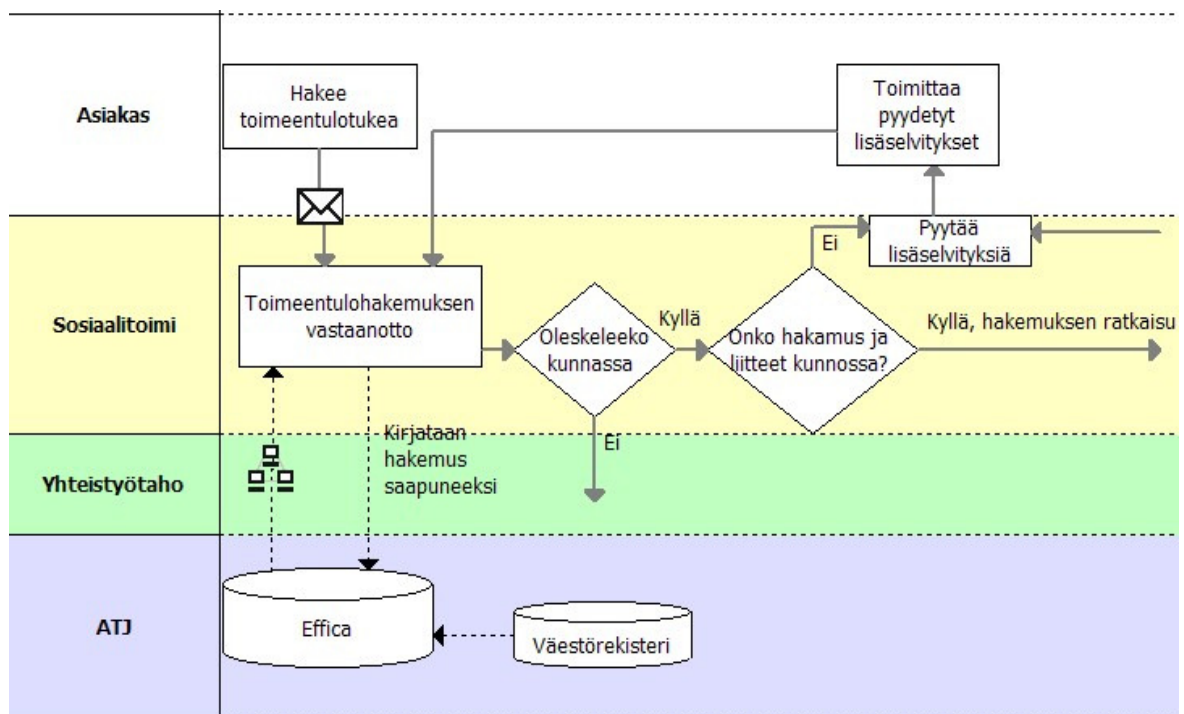 Asiakas
Hakee
toimeentulotukea
Toimittaa
pyydetyt
lisäselvitykset
Sosiaalitoimi
Toimeentulohakemuksen
vastaanotto
Oleskeleeko
kunnassa
Kyllä
Ei
Onko hakamus ja
liitteet kunnossa?
Ei
Pyytää
lisäselvityksiä
Kyllä, hakemuksen ratkaisu
Yhteistyötaho
Kirjataan
hakemus
saapuneeksi
ATJ
Effica
Väestörekisteri